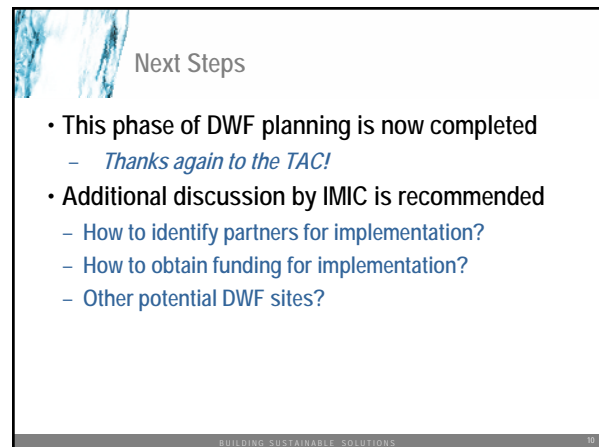 Next Steps
• This phase of DWF planning is now completed
– Thanks again to the TAC!
• Additional discussion by IMIC is recommended
– How to identify partners for implementation?
– How to obtain funding for implementation?
– Other potential DWF sites?
BUILDING SUSTAINABLE SOLUTIONS 10